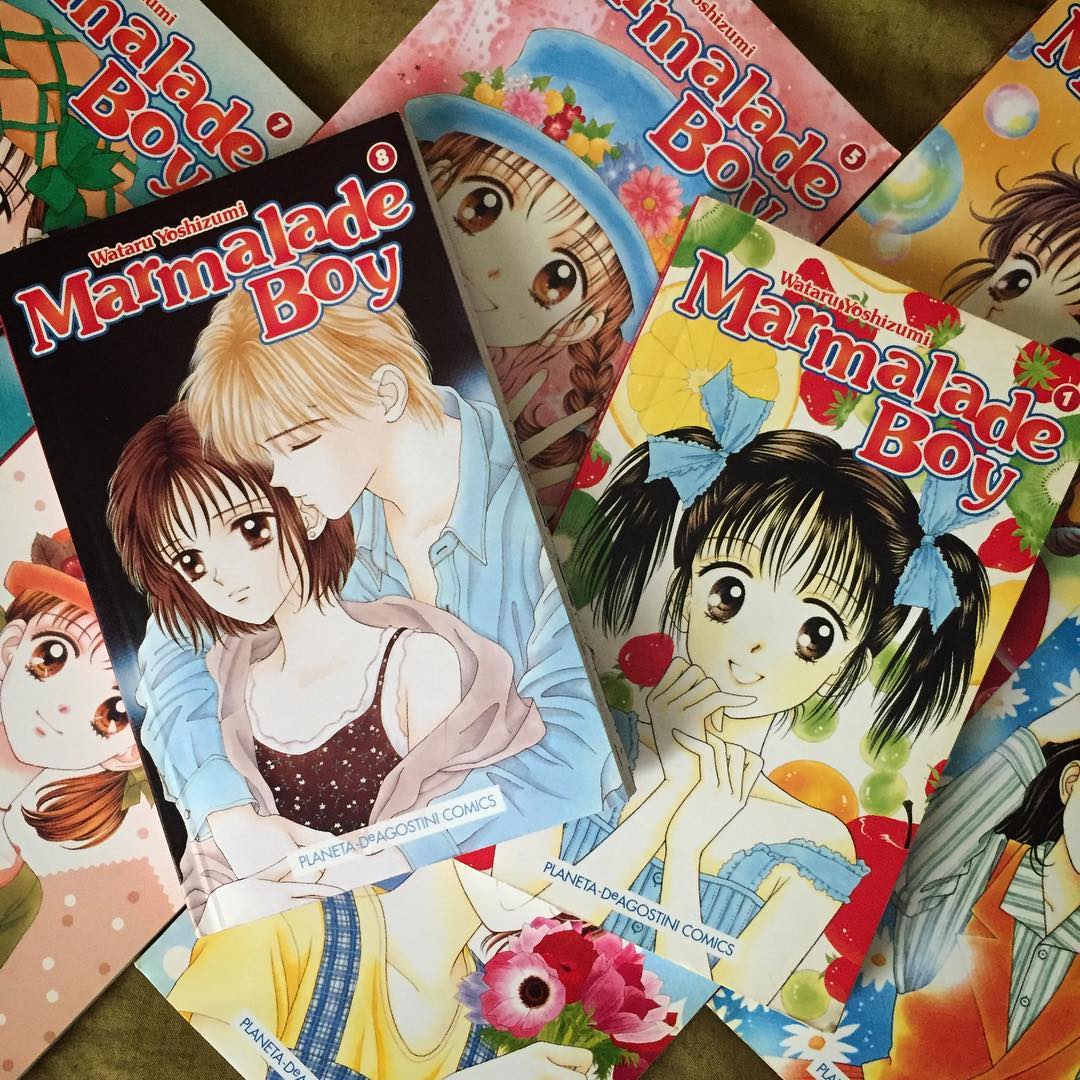 Yoshizumi
Marmalade
Boy
7
Yoshizumi
Marmalade
Boy
5
8
Wataru Yoshizumi
Marmalade
Boy
PLANETA-DeAGOSTINI COMICS
Wataru Yoshizumi
Marmalade
Boy
1
PLANETA-DeAGOSTINI COMICS